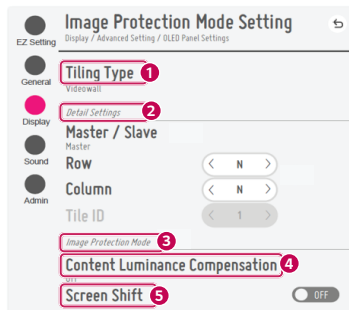 Image Protection Mode Setting
Display / Advanced Setting / OLED Panel Settings
EZ Setting
General
Display
Sound
Admin
Tiling Type 1
Videowall
Detail Settings 2
Master / Slave
Master
Row < N >
Column < N >
Tile ID < 1 >
Image Protection Mode 3
Content Luminance Compensation 4
Off
Screen Shift 5 OFF